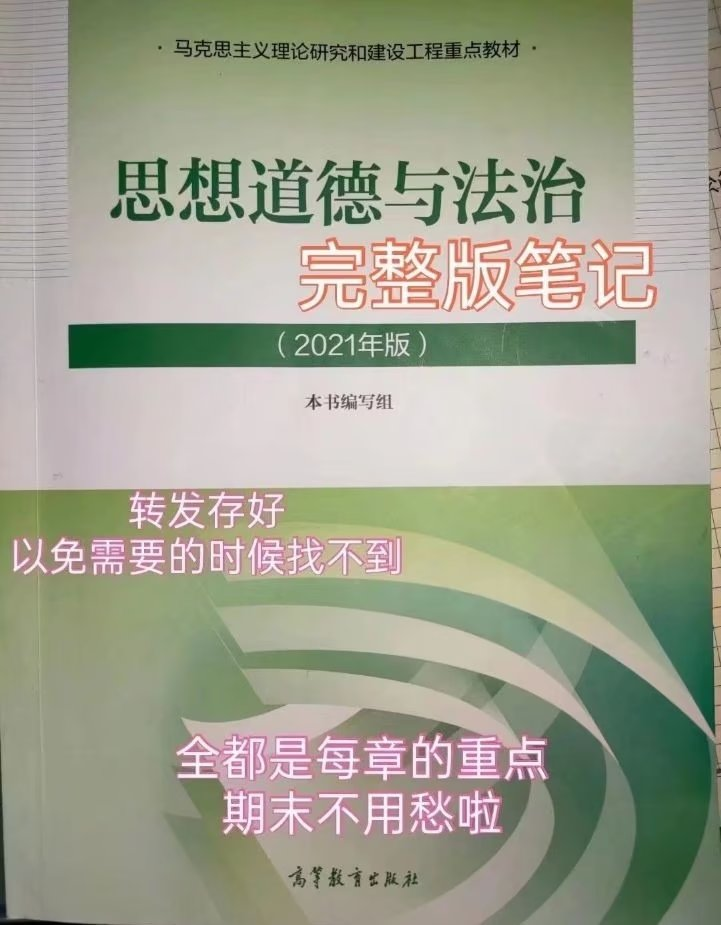 ·马克思主义理论研究和建设工程重点教材·
思想道德与法治
完整版笔记
（2021年版）
本书编写组
转发存好
以免需要的时候找不到
全都是每章的重点
期末不用愁啦
高等教育出版社